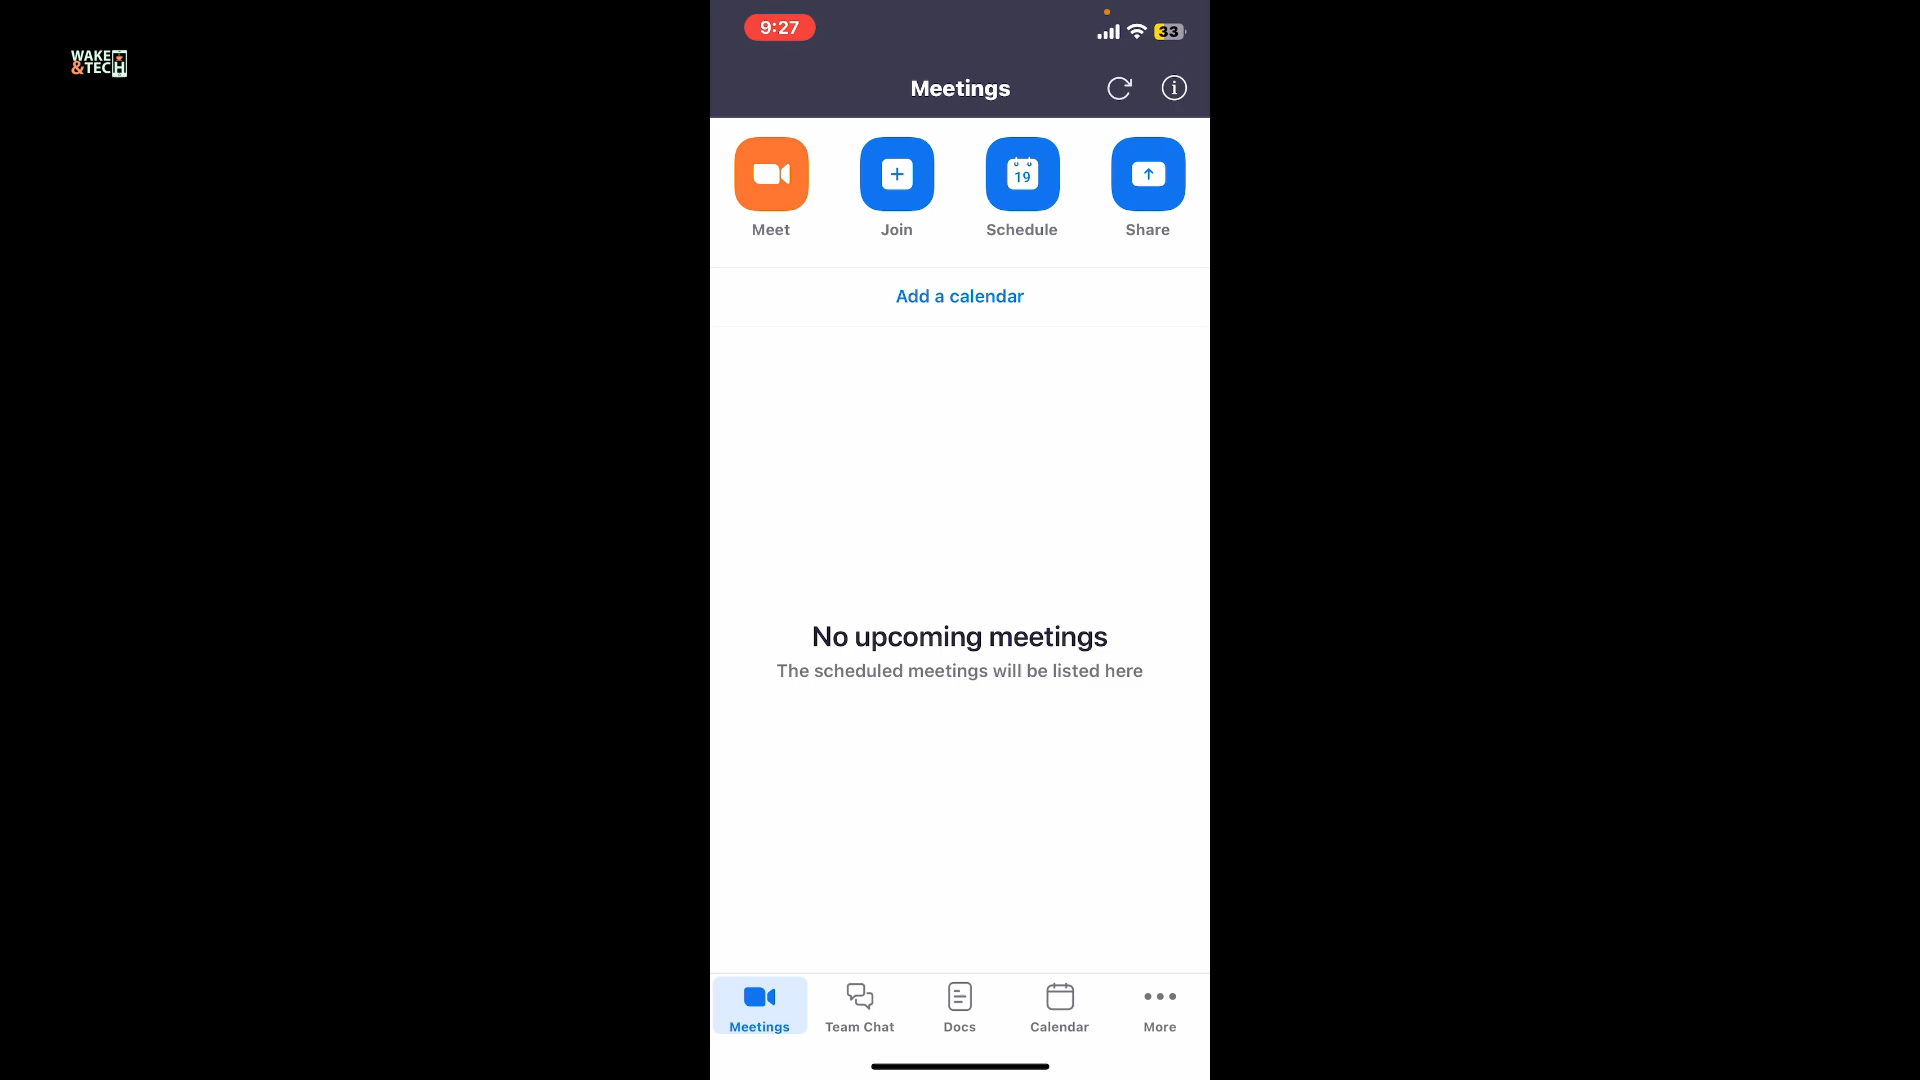 WAKE
&TECH
9:27
33
Meetings
19
Meet
Join
Schedule
Share
Add a calendar
No upcoming meetings
The scheduled meetings will be listed here
Meetings
Team Chat
Docs
Calendar
More